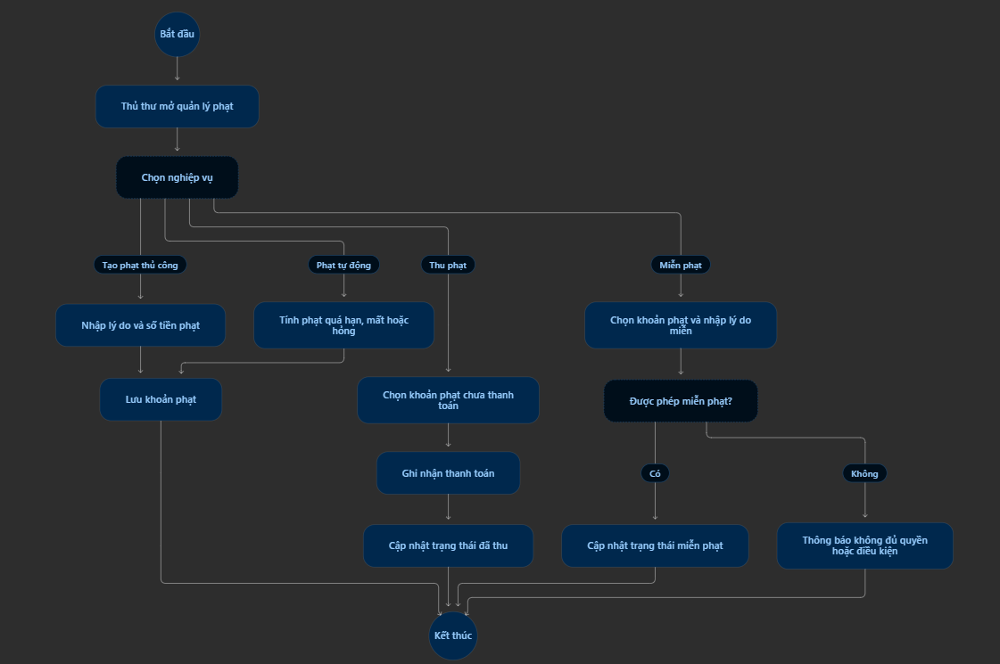 Bắt đầu
Thủ thư mở quản lý phạt
Chọn nghiệp vụ
Tạo phạt thủ công
Phạt tự động
Thu phạt
Miễn phạt
Nhập lý do và số tiền phạt
Tính phạt quá hạn, mất hoặc
hỏng
Chọn khoản phạt và nhập lý do
miễn
Lưu khoản phạt
Chọn khoản phạt chưa thanh
toán
Được phép miễn phạt?
Ghi nhận thanh toán
Có
Không
Cập nhật trạng thái đã thu
Cập nhật trạng thái miễn phạt
Thông báo không đủ quyền
hoặc điều kiện
Kết thúc